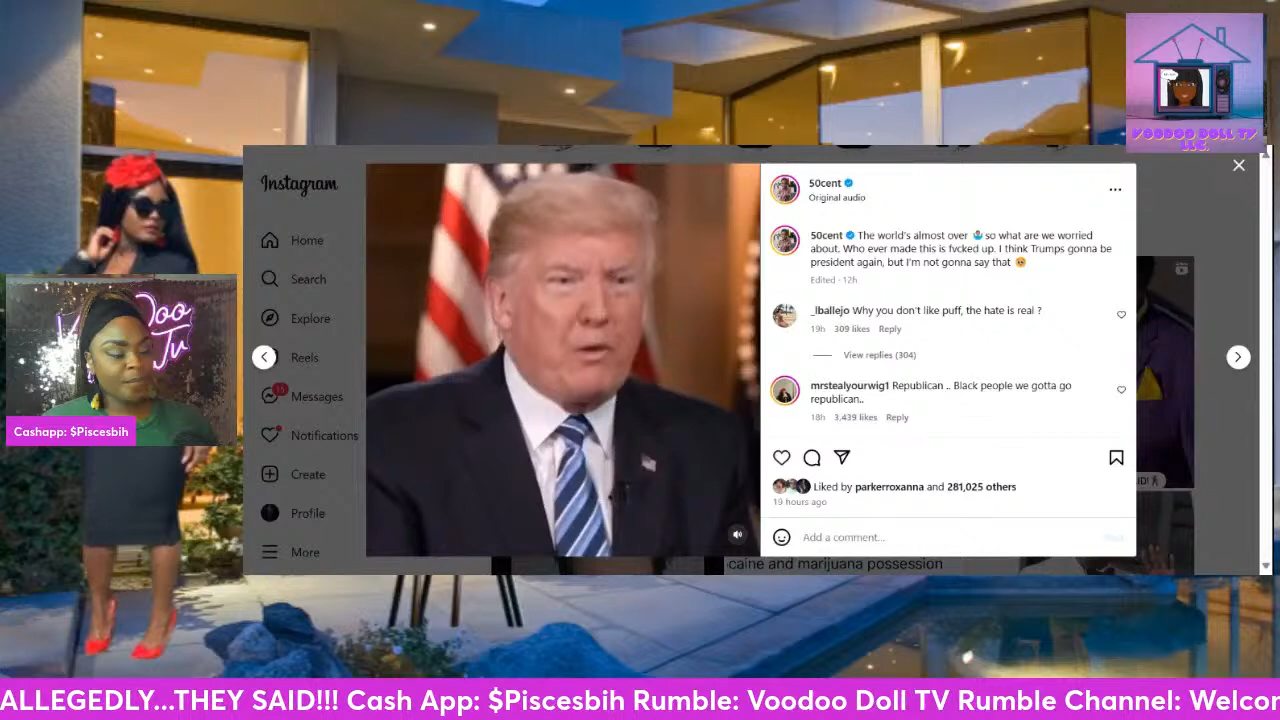 VOODOO DOLL TV
LLC.
Instagram
Home
Search
Explore
Reels
Messages
Notifications
Create
Profile
More
50cent
Original audio
50cent The world's almost over 🤷🏽‍♂️ so what are we worried
about. Who ever made this is fvcked up. I think Trumps gonna be
president again, but I'm not gonna say that 😕
Edited · 12h
_lballejo Why you don't like puff, the hate is real ?
19h 309 likes Reply
View replies (304)
mrstealyourwig1 Republican .. Black people we gotta go
republican..
18h 3,439 likes Reply
Liked by parkerroxanna and 281,025 others
19 hours ago
Add a comment...
caine and marijuana possession
Doo
Tv
Cashapp: $Piscesbih
ALLEGEDLY...THEY SAID!!! Cash App: $Piscesbih Rumble: Voodoo Doll TV Rumble Channel: Welcor